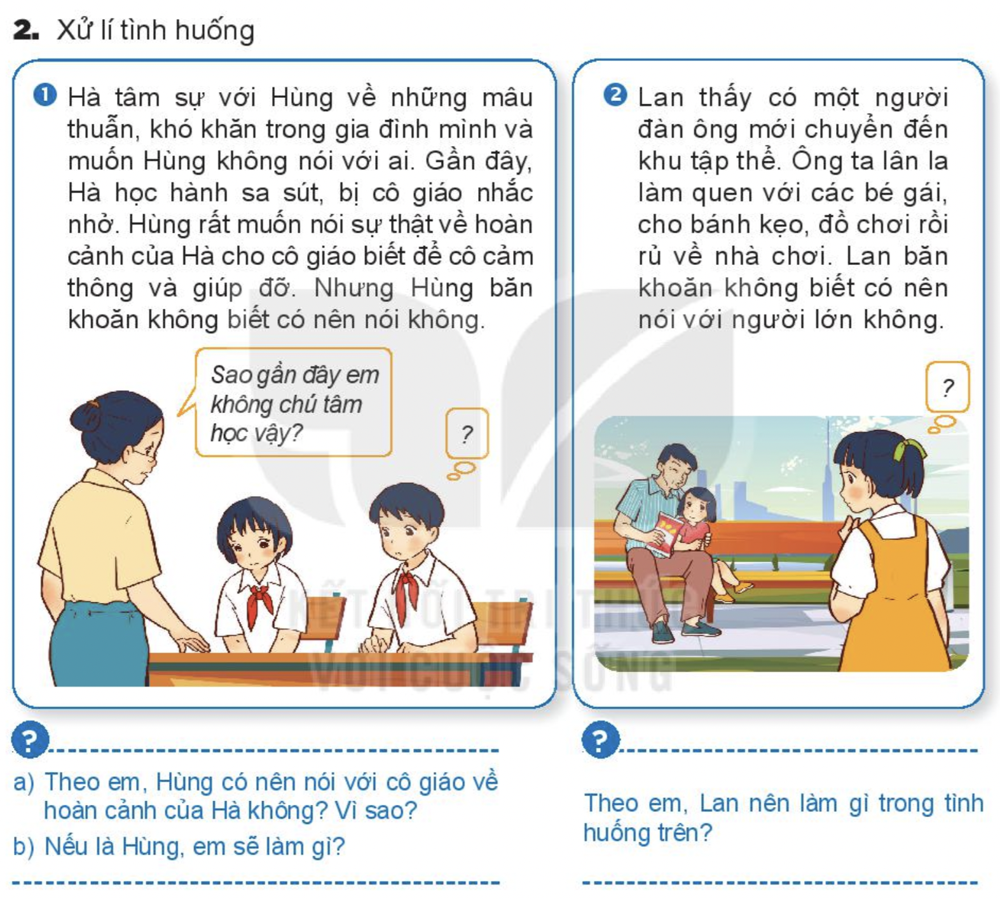 2. Xử lí tình huống
1 Hà tâm sự với Hùng về những mâu
thuẫn, khó khăn trong gia đình mình và
muốn Hùng không nói với ai. Gần đây,
Hà học hành sa sút, bị cô giáo nhắc
nhở. Hùng rất muốn nói sự thật về hoàn
cảnh của Hà cho cô giáo biết để cô cảm
thông và giúp đỡ. Nhưng Hùng băn
khoăn không biết có nên nói không.
Sao gần đây em
không chú tâm
học vậy?
?
2 Lan thấy có một người
đàn ông mới chuyển đến
khu tập thể. Ông ta lân la
làm quen với các bé gái,
cho bánh kẹo, đồ chơi rồi
rủ về nhà chơi. Lan băn
khoăn không biết có nên
nói với người lớn không.
?
KẾT NỐI TRI THỨC
VỚI CUỘC SỐNG
?
a) Theo em, Hùng có nên nói với cô giáo về
hoàn cảnh của Hà không? Vì sao?
b) Nếu là Hùng, em sẽ làm gì?
?
Theo em, Lan nên làm gì trong tình
huống trên?